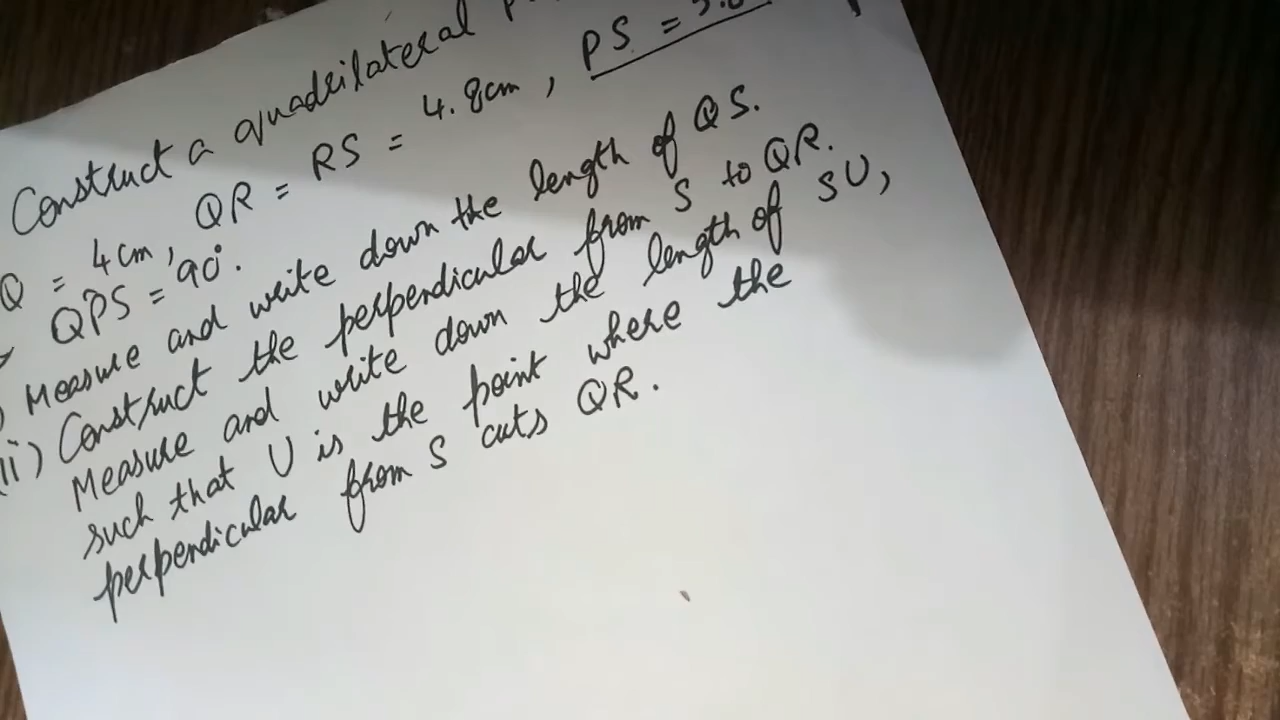 Construct a quadrilateral
Q = 4cm, QR = RS = 4.8cm, PS =
QPS = 90°.
Measure and write down the length of QS.
(ii) Construct the perpendicular from S to QR.
Measure and write down the length of SU,
such that U is the point where the
perpendicular from S cuts QR.